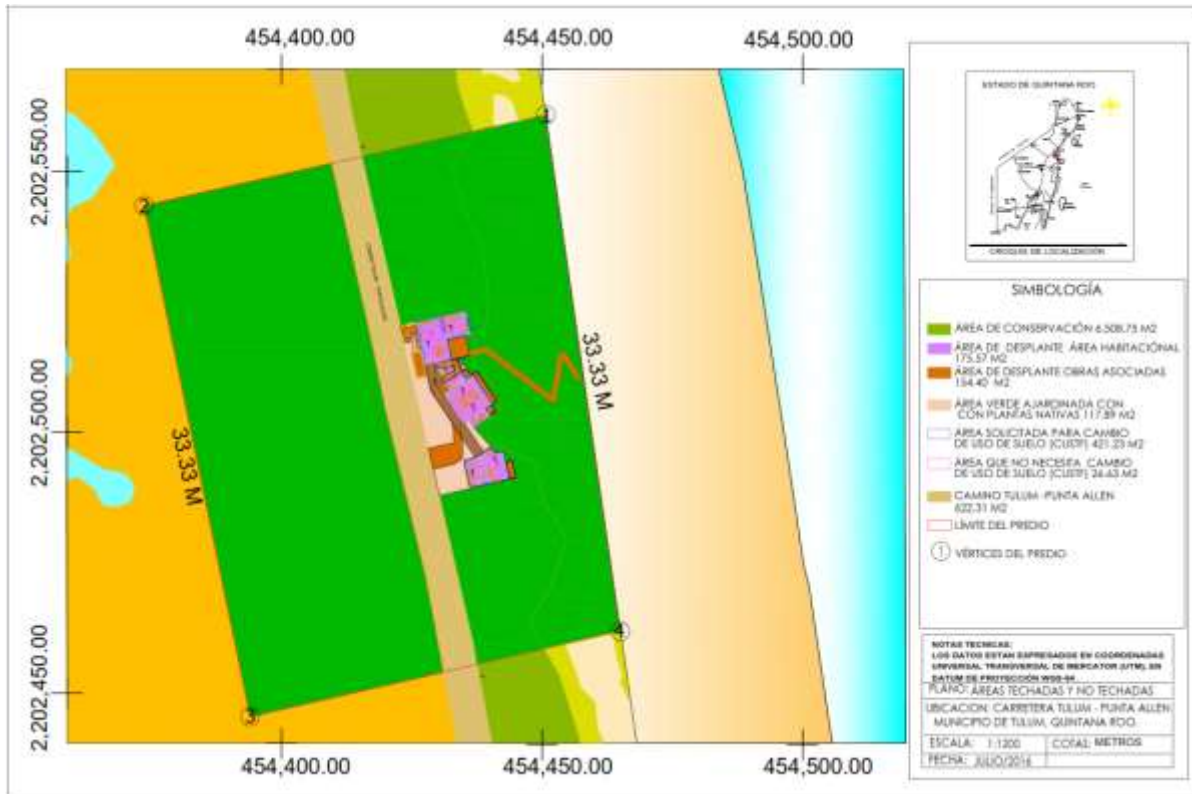 454,400.00 454,450.00 454,500.00
2,202,550.00
2,202,500.00
2,202,450.00
1
2
3
4
33.33 M
33.33 M
454,400.00 454,450.00 454,500.00
ESTADO DE QUINTANA ROO.
CROQUIS DE LOCALIZACIÓN
SIMBOLOGÍA
ÁREA DE CONSERVACIÓN 6,508.75 M2
ÁREA DE DESPLANTE ÁREA HABITACIÓNAL
175.57 M2
ÁREA DE DESPLANTE OBRAS ASOCIADAS
154.40 M2
ÁREA VERDE AJARDINADA CON
CON PLANTAS NATIVAS 117.89 M2
ÁREA SOLICITADA PARA CAMBIO
DE USO DE SUELO (CUSTF) 421.23 M2
ÁREA QUE NO NECESITA CAMBIO
DE USO DE SUELO (CUSTF) 26.63 M2
CAMINO TULUM -PUNTA ALLEN
622.31 M2
LÍMITE DEL PREDIO
1 VÉRTICES DEL PREDIO
NOTAS TECNICAS:
LOS DATOS ESTAN EXPRESADOS EN COORDENADAS
UNIVERSAL TRANSVERSAL DE MERCATOR (UTM), EN
DATUM DE PROYECCIÓN WGS-84
PLANO: ÁREAS TECHADAS Y NO TECHADAS
UBICACION: CARRETERA TULUM - PUNTA ALLEN
MUNICIPIO DE TULUM, QUINTANA ROO.
ESCALA: 1:1200 COTAS: METROS
FECHA: JULIO/2016